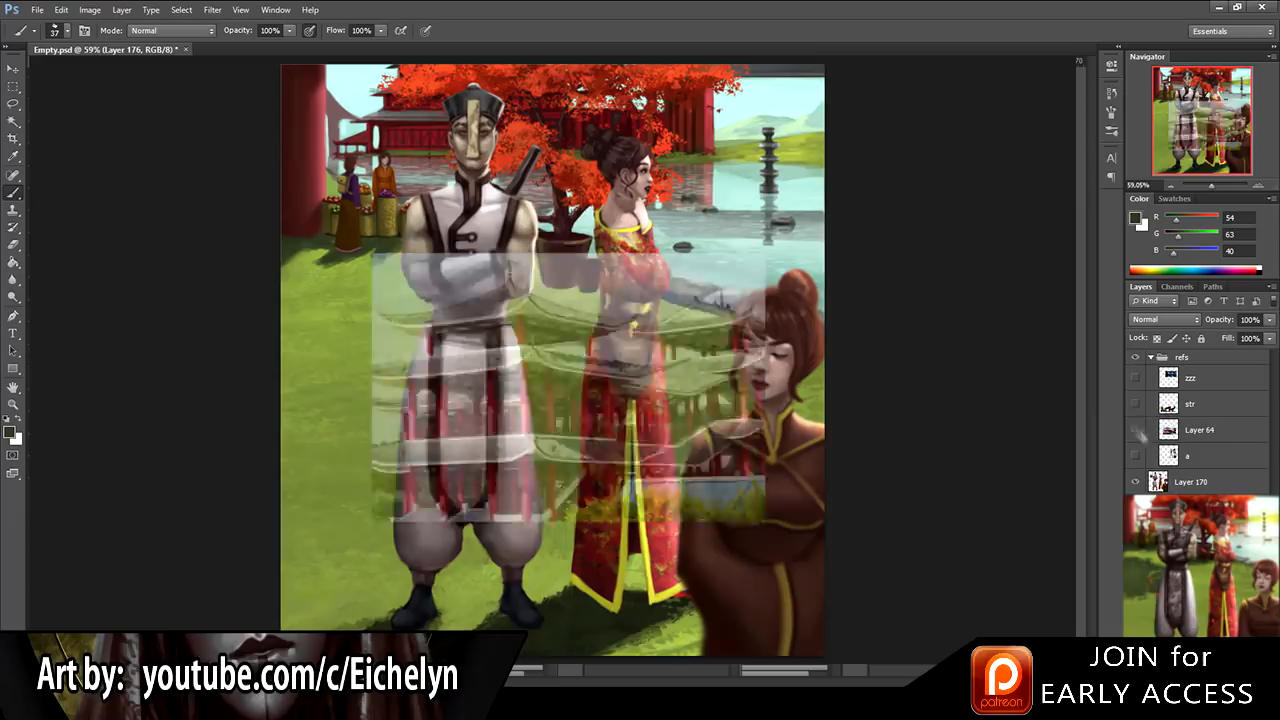 Ps File Edit Image Layer Type Select Filter View Window Help
37 Mode: Normal Opacity: 100% Flow: 100% Essentials
Empty.psd @ 59% (Layer 176, RGB/8) * ×
70
Navigator
59.05%
Color Swatches
R 54
G 63
B 40
Layers Channels Paths
Kind
Normal Opacity: 100%
Lock: Fill: 100%
refs
zzz
str
Layer 64
a
Layer 170
Art by: youtube.com/c/Eichelyn
patreon
JOIN for
EARLY ACCESS